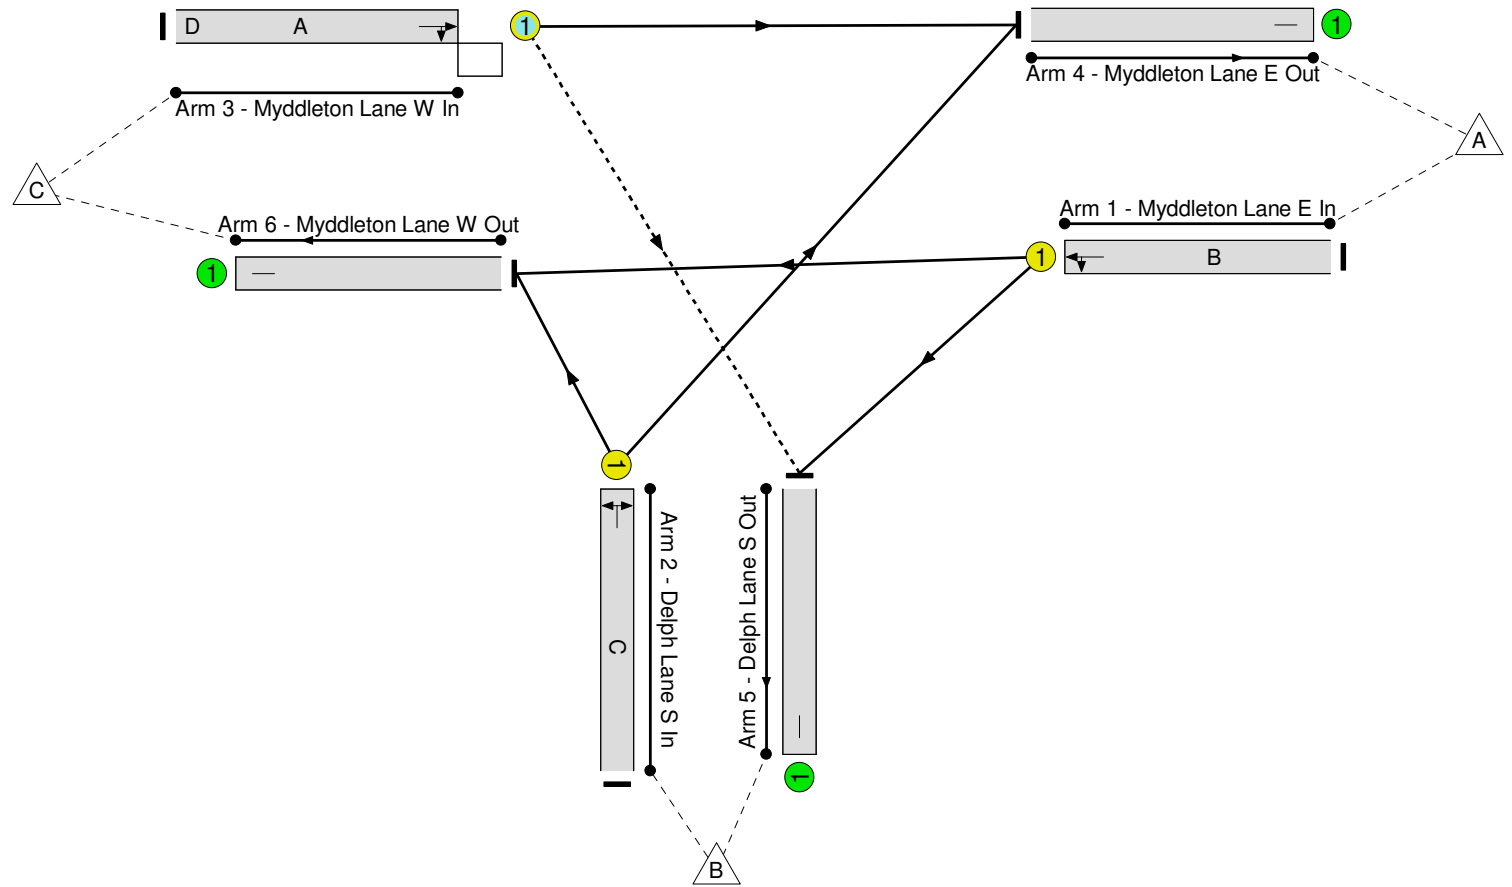 D A 1 1
Arm 4 - Myddleton Lane E Out
Arm 3 - Myddleton Lane W In
A
C
Arm 1 - Myddleton Lane E In
Arm 6 - Myddleton Lane W Out
1 1 B
1
Arm 2 - Delph Lane S In
Arm 5 - Delph Lane S Out
C
1
B